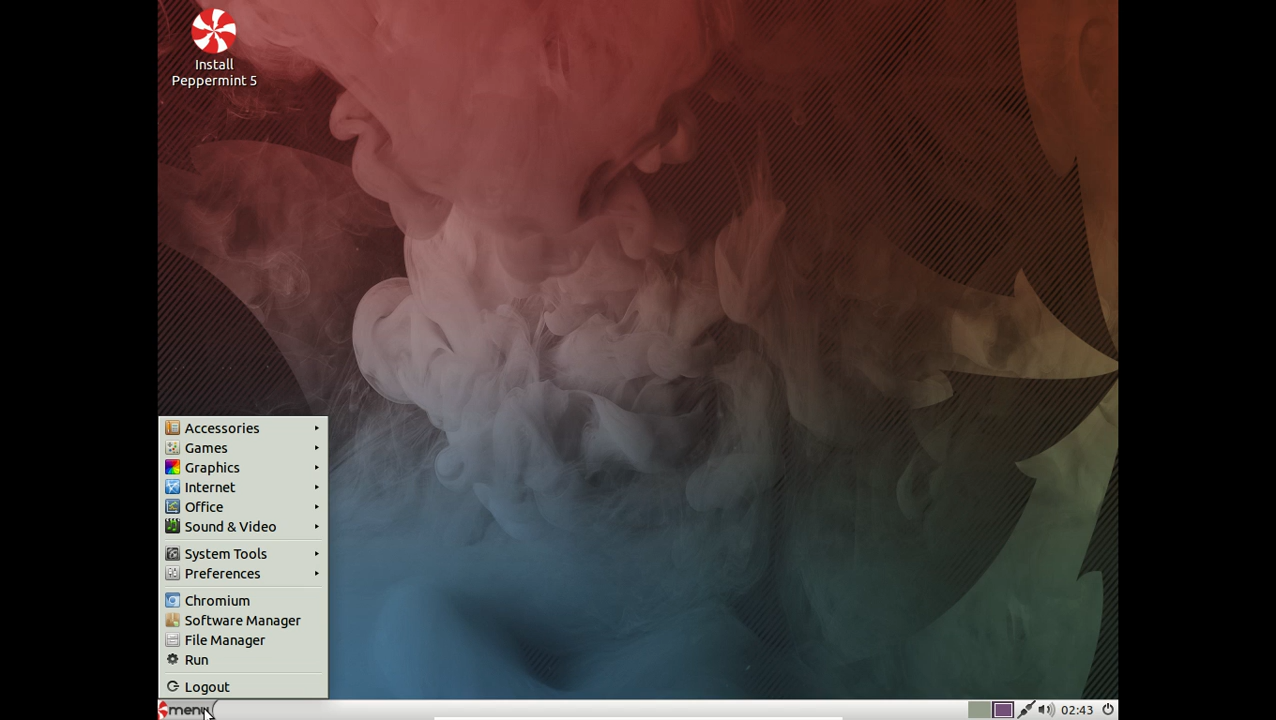 Install
Peppermint 5
Accessories
Games
Graphics
Internet
Office
Sound & Video
System Tools
Preferences
Chromium
Software Manager
File Manager
Run
Logout
menu
02:43